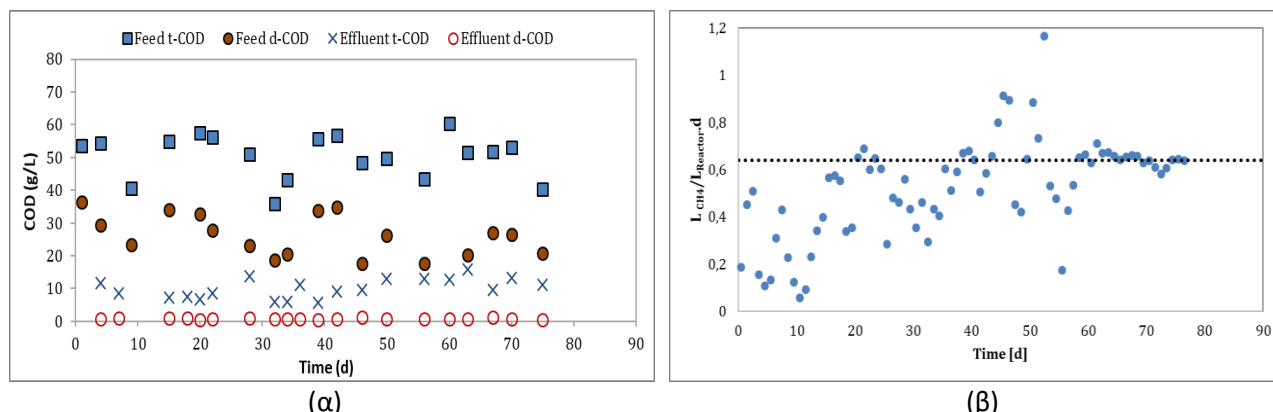 Feed t-COD Feed d-COD Effluent t-COD Effluent d-COD
COD (g/L)
80
70
60
50
40
30
20
10
0
0 10 20 30 40 50 60 70 80 90
Time (d)
(α)
L CH4/LReactor.d
1,2
1
0,8
0,6
0,4
0,2
0
0 10 20 30 40 50 60 70 80 90
Time [d]
(β)